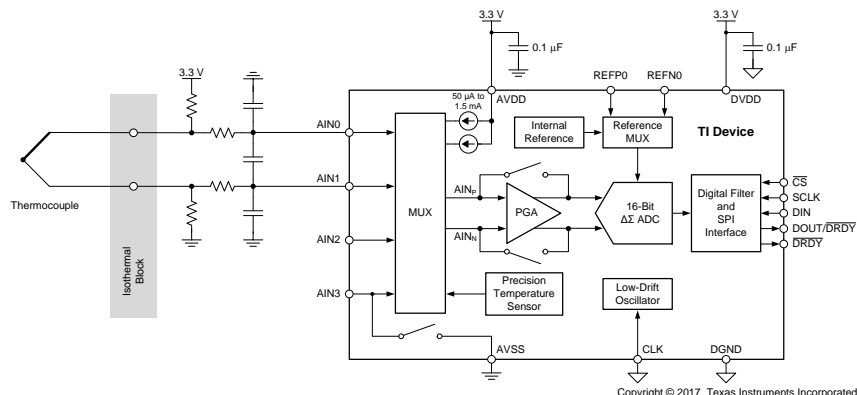 3.3 V
3.3 V
0.1 μF
0.1 μF
3.3 V
50 μA to
1.5 mA
AVDD
REFP0
REFN0
DVDD
TI Device
Internal
Reference
Reference
MUX
AIN0
AIN1
AIN2
AIN3
MUX
AINP
AINN
PGA
16-Bit
ΔΣ ADC
Digital Filter
and
SPI
Interface
CS
SCLK
DIN
DOUT/DRDY
DRDY
Thermocouple
Isothermal
Block
Precision
Temperature
Sensor
Low-Drift
Oscillator
AVSS
CLK
DGND
Copyright © 2017, Texas Instruments Incorporated